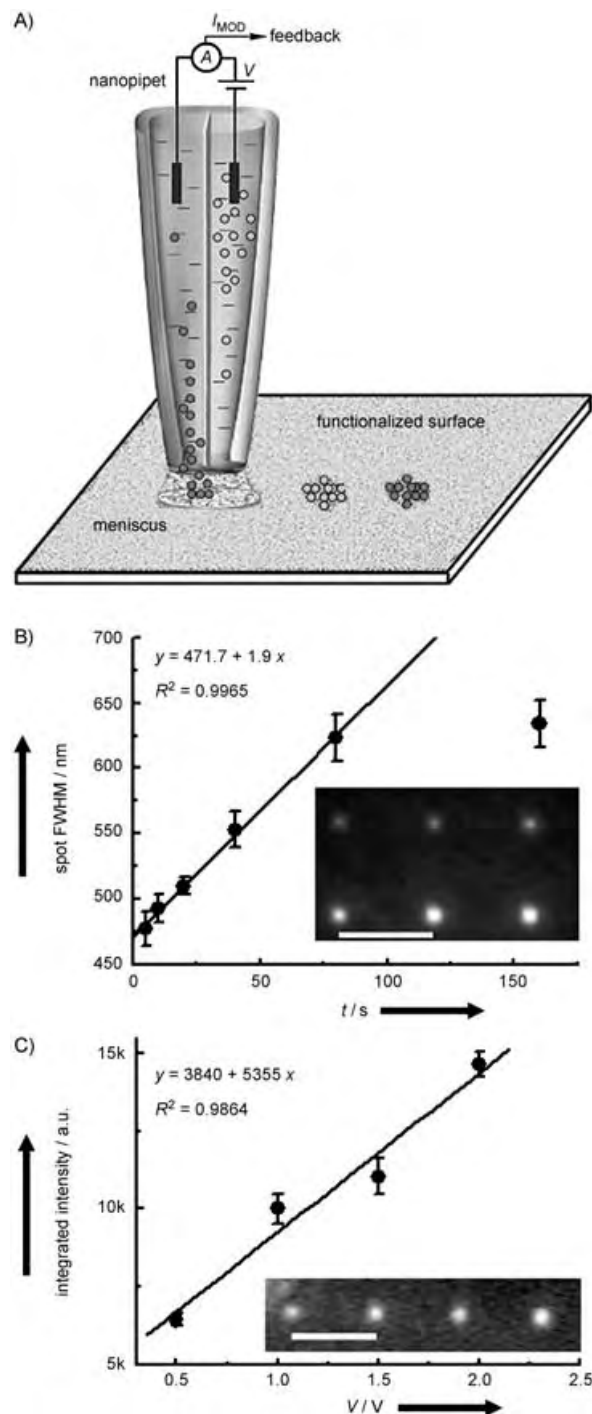 A)
I_MOD
feedback
A
V
nanopipet
functionalized surface
meniscus
B)
700
y = 471.7 + 1.9 x
R² = 0.9965
650
600
550
500
450
spot FWHM / nm
0
50
100
150
t / s
C)
15k
y = 3840 + 5355 x
R² = 0.9864
10k
5k
integrated intensity / a.u.
0.5
1.0
1.5
2.0
2.5
V / V